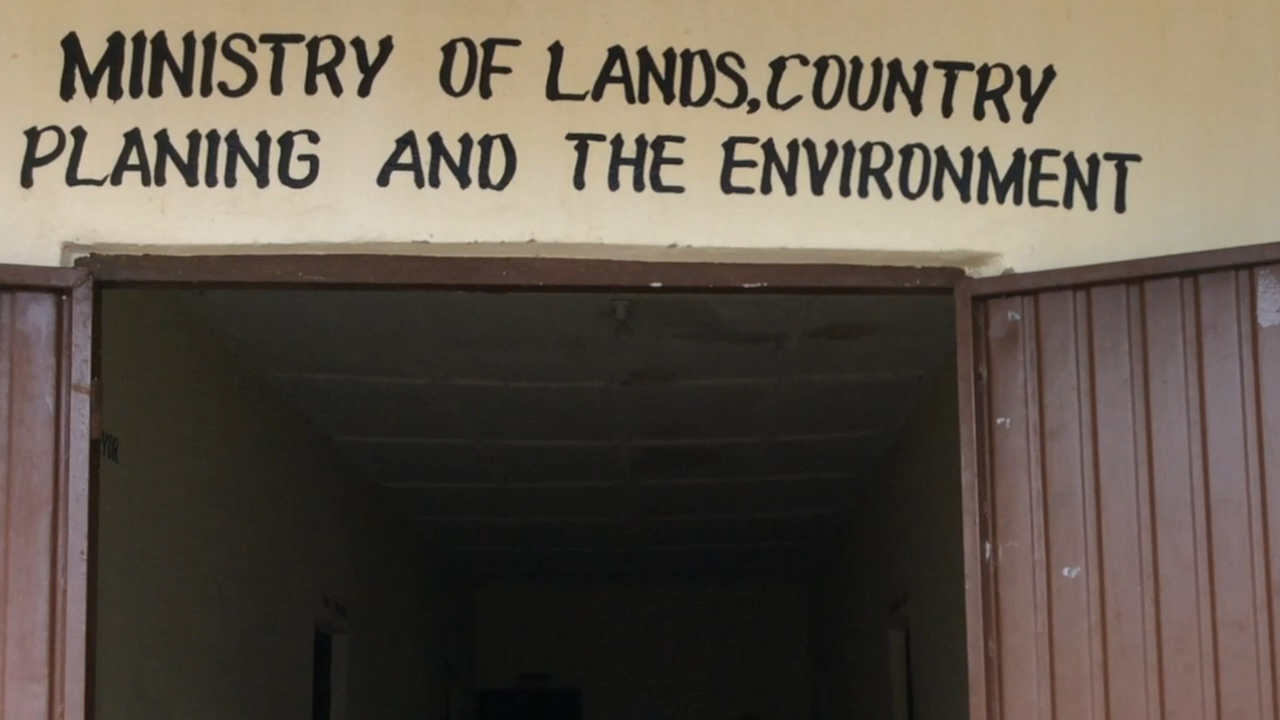 MINISTRY OF LANDS,COUNTRY
PLANING AND THE ENVIRONMENT